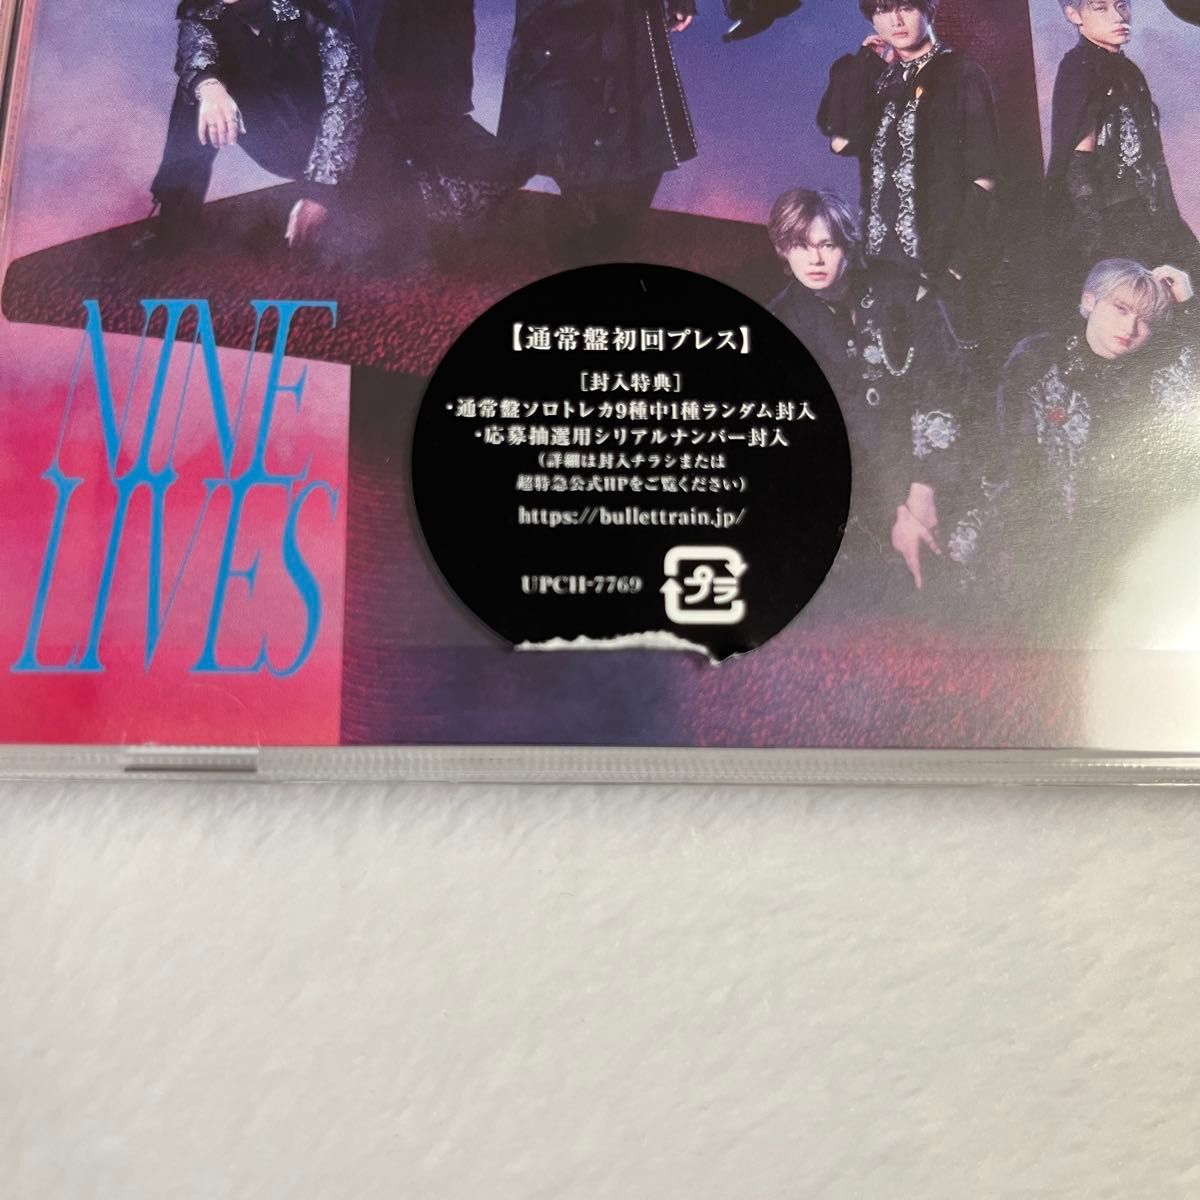 NINE
LIVES
【通常盤初回プレス】
［封入特典］
・通常盤ソロトレカ9種中1種ランダム封入
・応募抽選用シリアルナンバー封入
（詳細は封入チラシまたは
超特急公式HPをご覧ください）
https://bullettrain.jp/
UPCH-7769
プラ